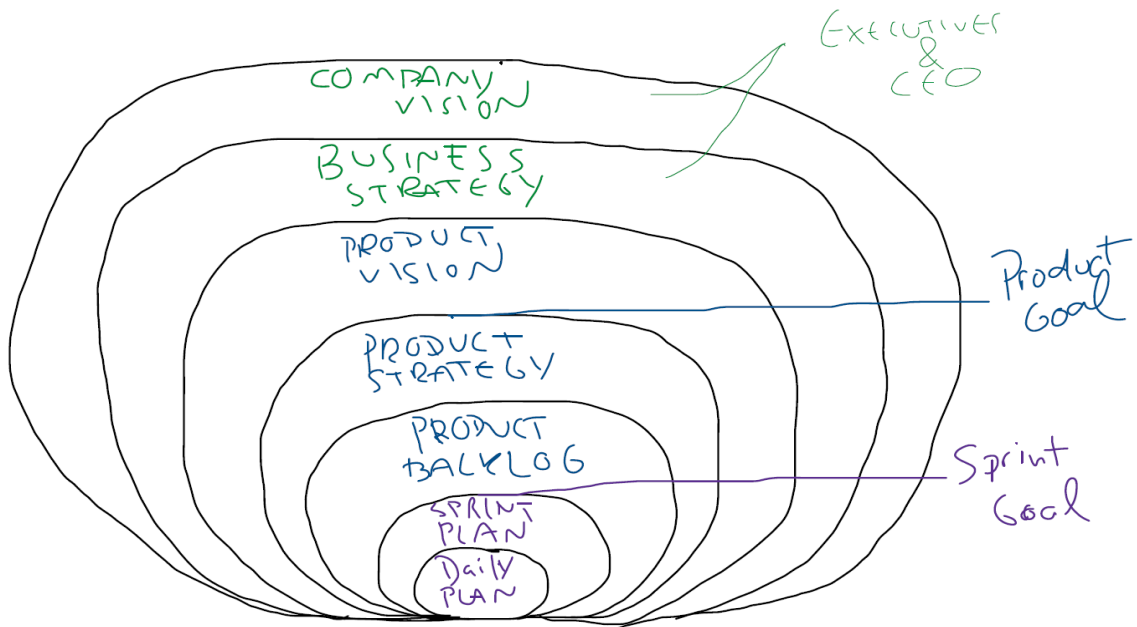 EXECUTIVES
&
CEO
COMPANY
VISION
BUSINESS
STRATEGY
PRODUCT
VISION
Product
Goal
PRODUCT
STRATEGY
PRODUCT
BACKLOG
Sprint
Goal
SPRINT
PLAN
Daily
PLAN